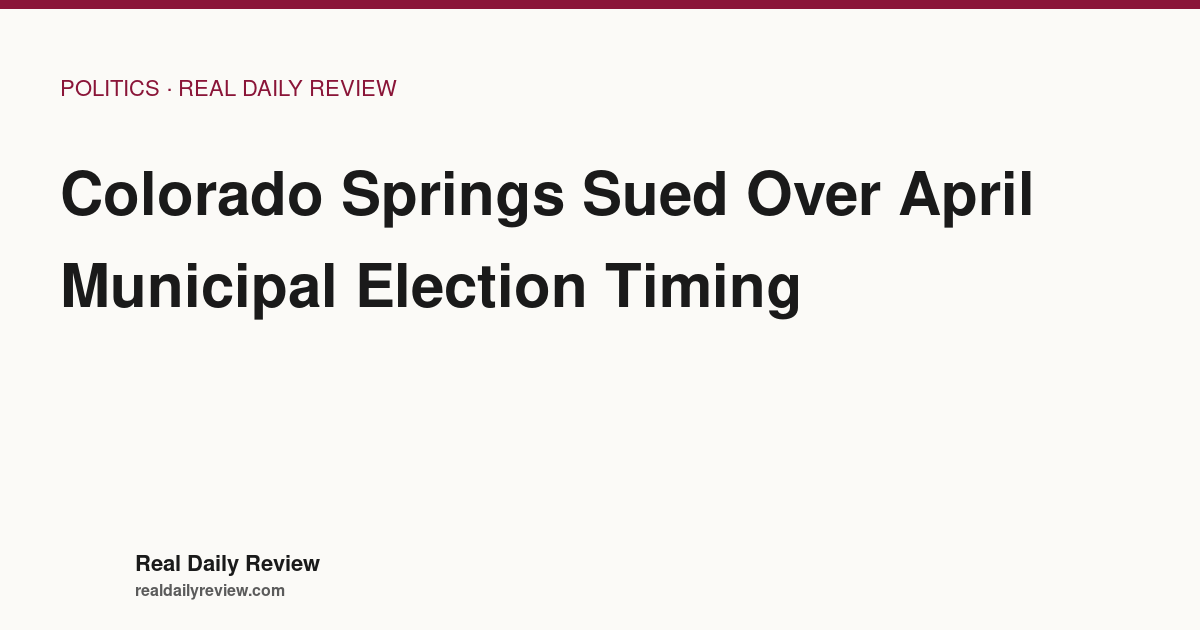 POLITICS · REAL DAILY REVIEW
Colorado Springs Sued Over April
Municipal Election Timing
Real Daily Review
realdailyreview.com